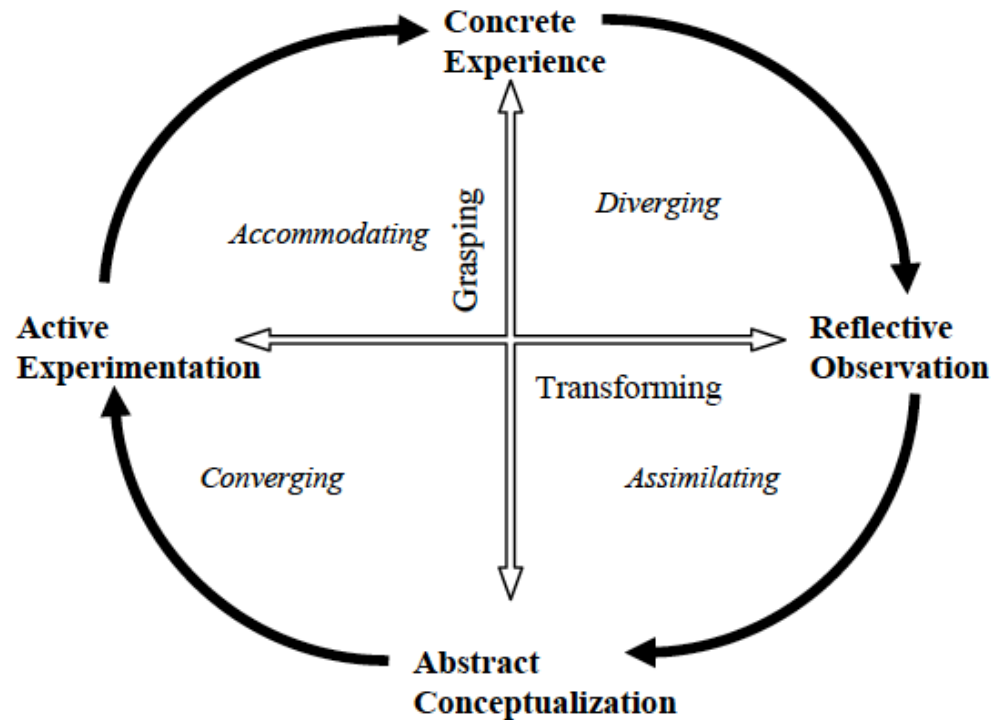 Concrete
Experience
Grasping
Diverging
Accommodating
Active
Experimentation
Reflective
Observation
Transforming
Converging
Assimilating
Abstract
Conceptualization